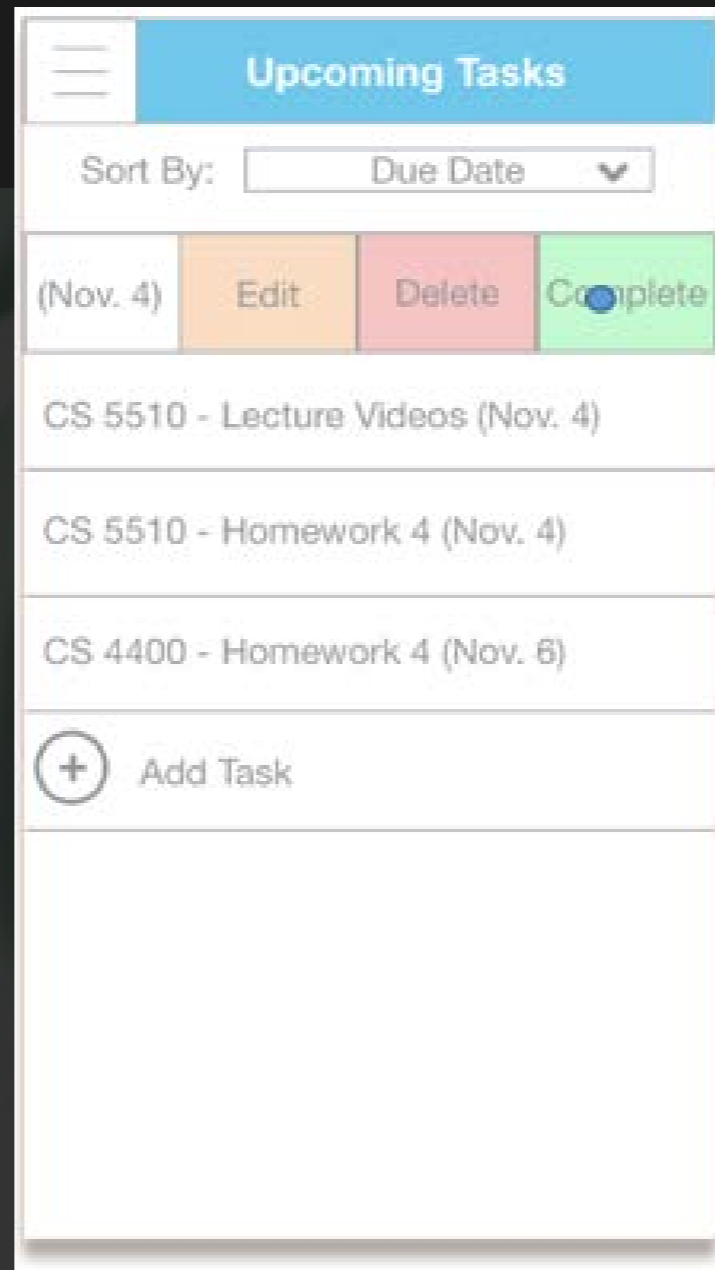 Upcoming Tasks
Sort By: Due Date
(Nov. 4) Edit Delete Complete
CS 5510 - Lecture Videos (Nov. 4)
CS 5510 - Homework 4 (Nov. 4)
CS 4400 - Homework 4 (Nov. 6)
+ Add Task